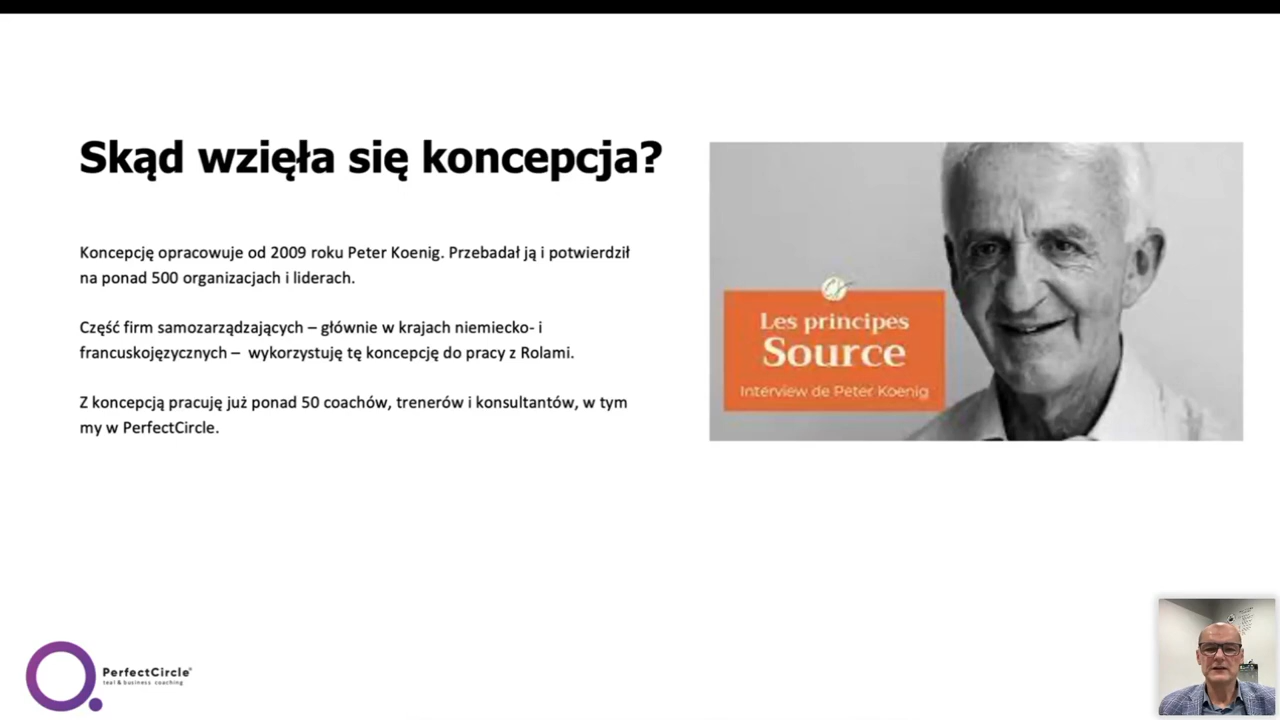 Skąd wzięła się koncepcja?
Koncepcję opracowuje od 2009 roku Peter Koenig. Przebadał ją i potwierdził
na ponad 500 organizacjach i liderach.
Część firm samozarządzających – głównie w krajach niemiecko- i
francuskojęzycznych – wykorzystuję tę koncepcję do pracy z Rolami.
Z koncepcją pracuję już ponad 50 coachów, trenerów i konsultantów, w tym
my w PerfectCircle.
Les principes
Source
Interview de Peter Koenig
PerfectCircle
teal & business coaching